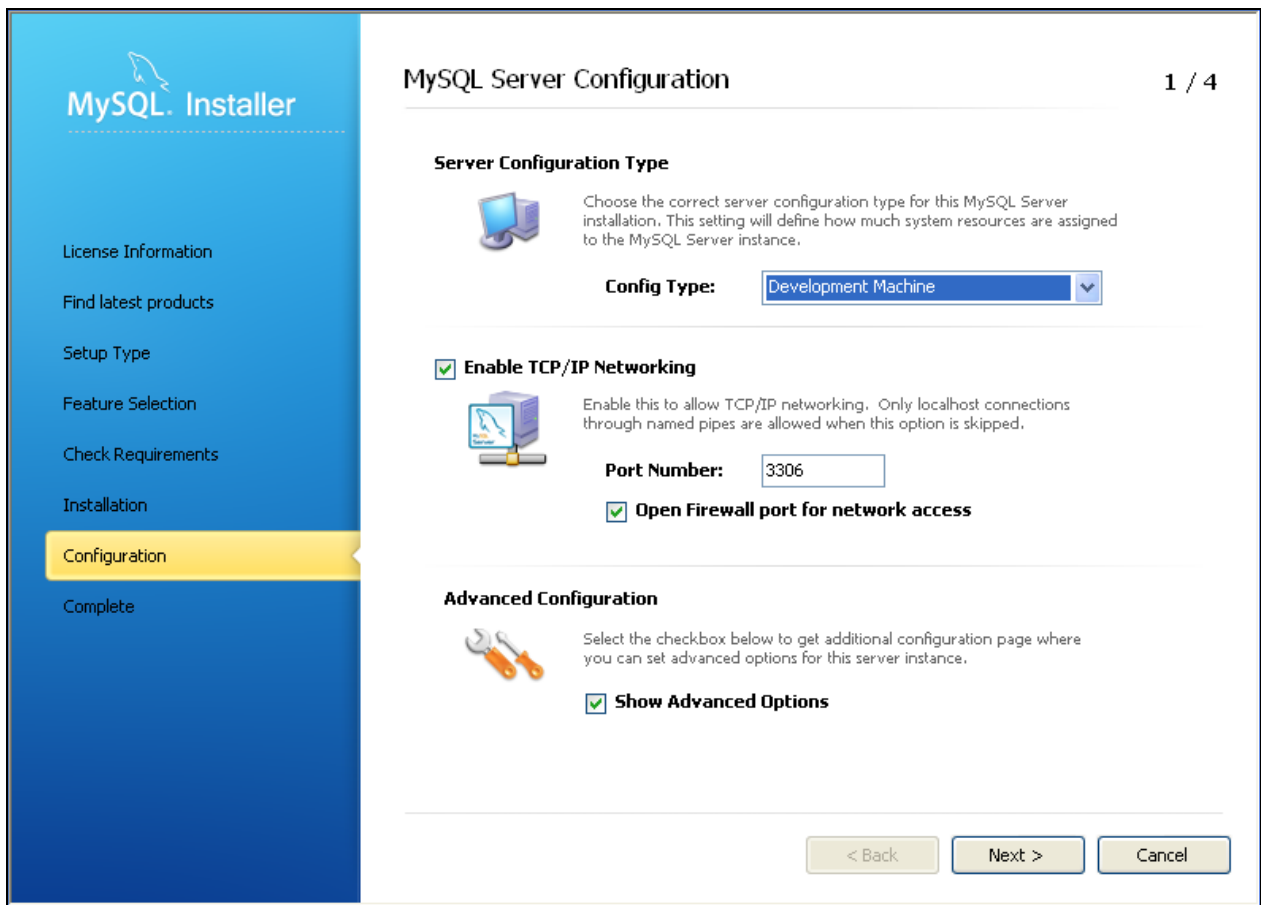 MySQL. Installer
License Information
Find latest products
Setup Type
Feature Selection
Check Requirements
Installation
Configuration
Complete
MySQL Server Configuration
1 / 4
Server Configuration Type
Choose the correct server configuration type for this MySQL Server
installation. This setting will define how much system resources are assigned
to the MySQL Server instance.
Config Type:
Development Machine
Enable TCP/IP Networking
Enable this to allow TCP/IP networking. Only localhost connections
through named pipes are allowed when this option is skipped.
Port Number:
3306
Open Firewall port for network access
Advanced Configuration
Select the checkbox below to get additional configuration page where
you can set advanced options for this server instance.
Show Advanced Options
< Back
Next >
Cancel